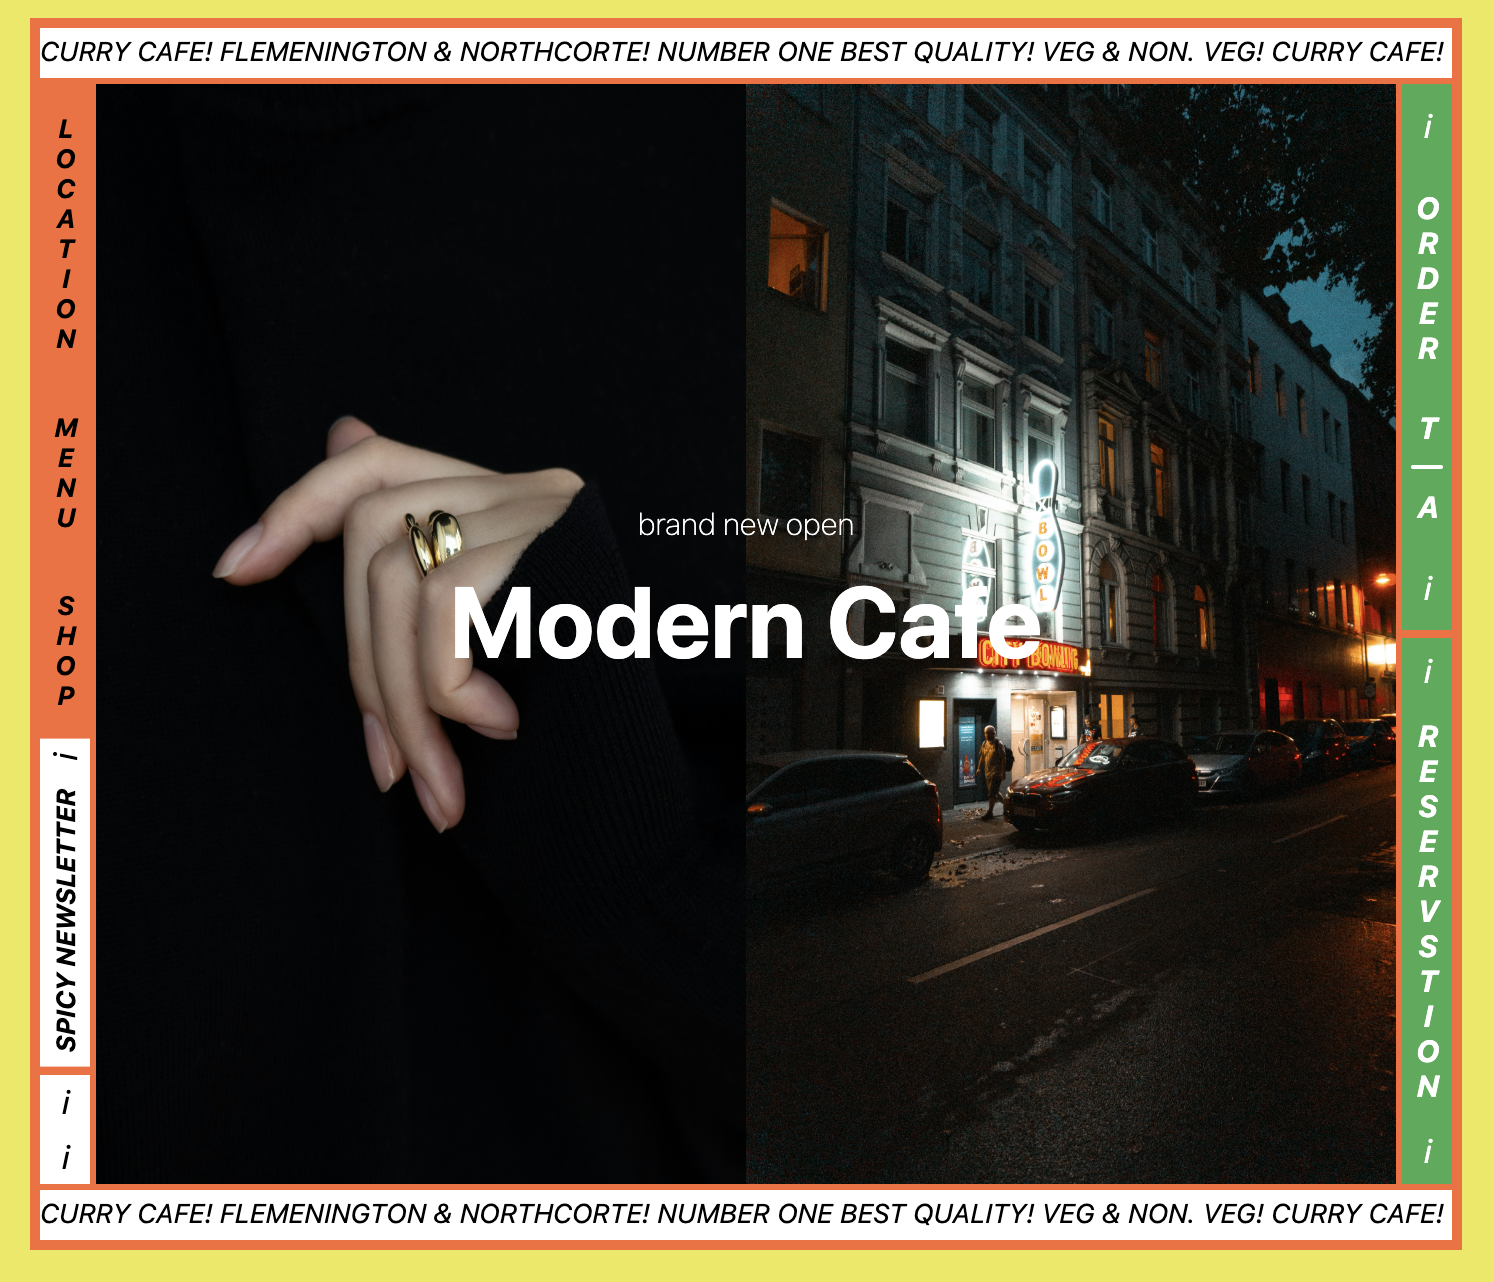 CURRY CAFE! FLEMENINGTON & NORTHCORTE! NUMBER ONE BEST QUALITY! VEG & NON. VEG! CURRY CAFE!
LOCATION
MENU
SHOP
i
SPICY NEWSLETTER
i
i
brand new open
Modern Cafe
BOWL
CITY BOWLING
i
ORDER
T—A
i
i
RESERVSTION
i
CURRY CAFE! FLEMENINGTON & NORTHCORTE! NUMBER ONE BEST QUALITY! VEG & NON. VEG! CURRY CAFE!